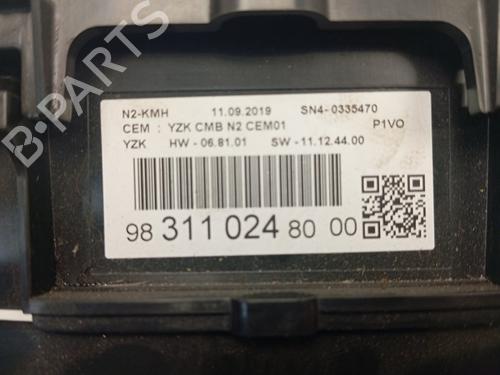 B-PARTS
N2-KMH 11.09.2019 SN4-0335470
CEM : YZK CMB N2 CEM01 P1VO
YZK HW-06.81.01 SW-11.12.44.00
98 311 024 80 00